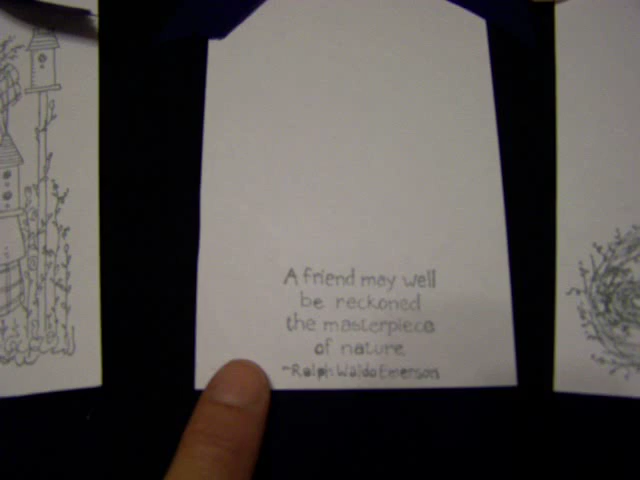 A friend may well
be reckoned
the masterpiece
of nature
~Ralph Waldo Emerson